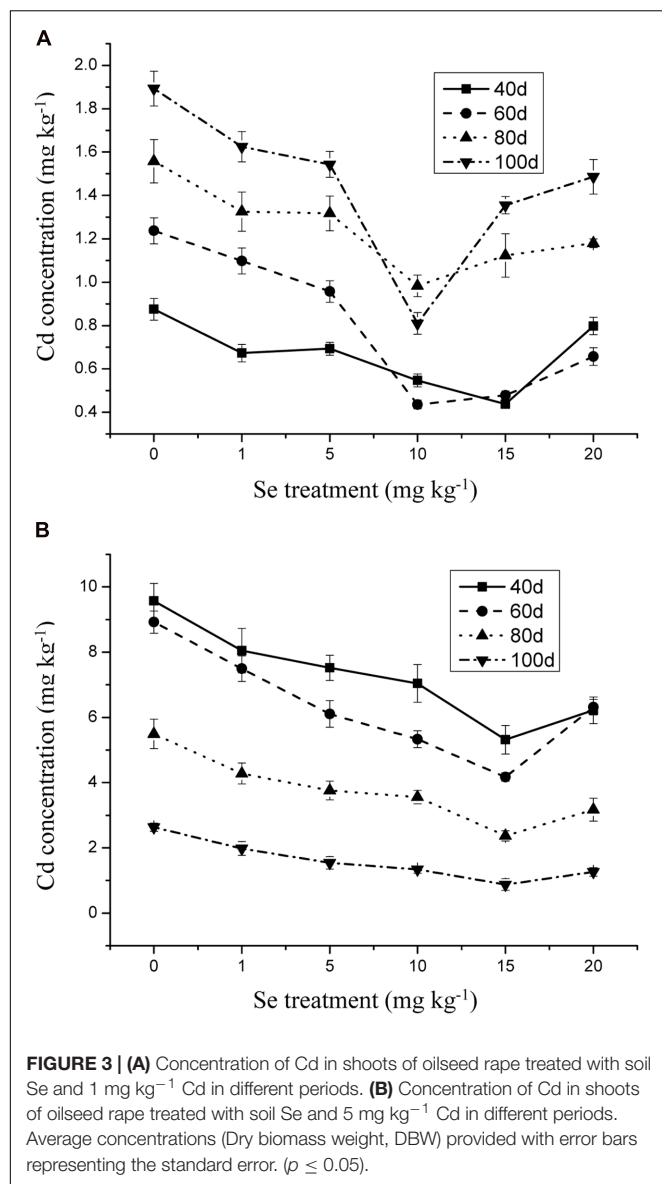 A
Cd concentration (mg kg⁻¹)
2.0
1.8
1.6
1.4
1.2
1.0
0.8
0.6
0.4
40d
60d
80d
100d
0 1 5 10 15 20
Se treatment (mg kg⁻¹)
B
Cd concentration (mg kg⁻¹)
10
8
6
4
2
0
40d
60d
80d
100d
0 1 5 10 15 20
Se treatment (mg kg⁻¹)
FIGURE 3 | (A) Concentration of Cd in shoots of oilseed rape treated with soil
Se and 1 mg kg⁻¹ Cd in different periods. (B) Concentration of Cd in shoots
of oilseed rape treated with soil Se and 5 mg kg⁻¹ Cd in different periods.
Average concentrations (Dry biomass weight, DBW) provided with error bars
representing the standard error. (p ≤ 0.05).